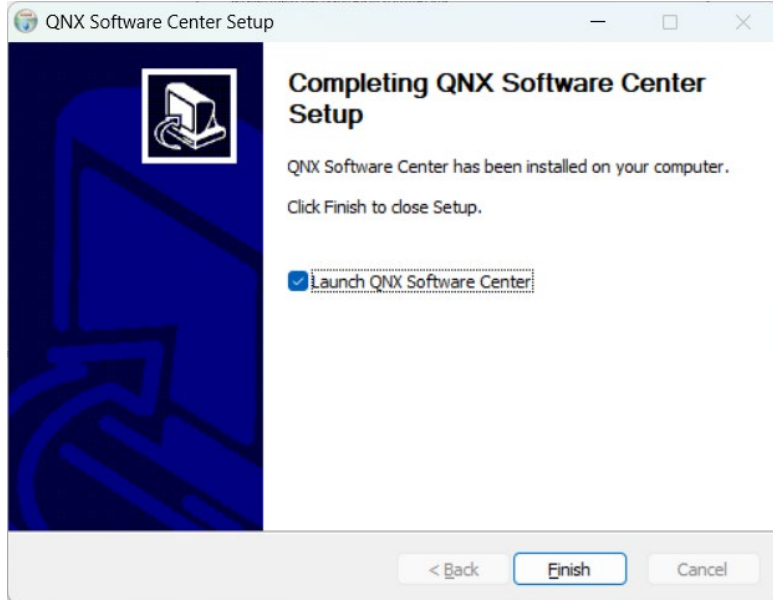 QNX Software Center Setup
Completing QNX Software Center
Setup
QNX Software Center has been installed on your computer.
Click Finish to close Setup.
Launch QNX Software Center
< Back
Finish
Cancel